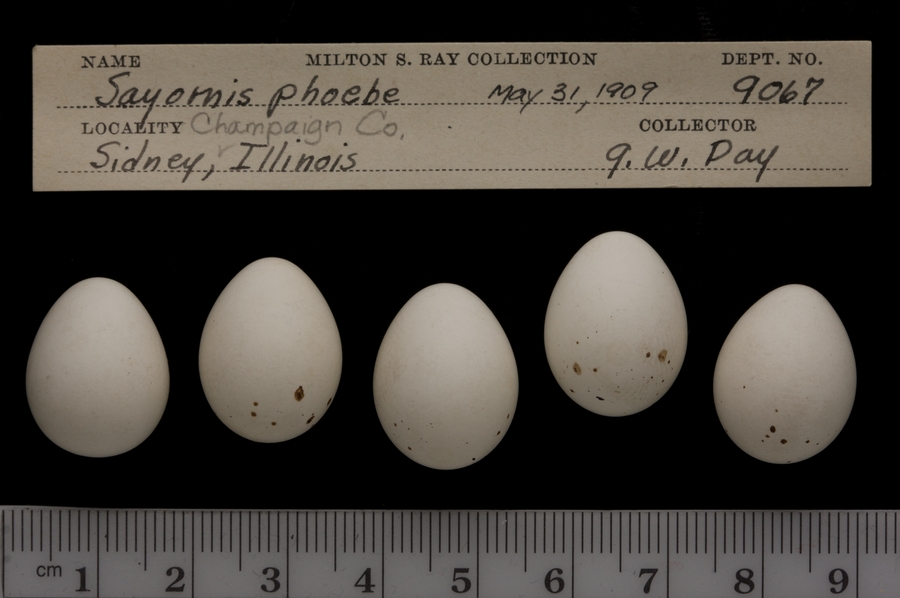 NAME MILTON S. RAY COLLECTION DEPT. NO.
Sayornis phoebe May 31, 1909 9067
LOCALITY Champaign Co. COLLECTOR
Sidney, Illinois G. W. Day
cm 1 2 3 4 5 6 7 8 9